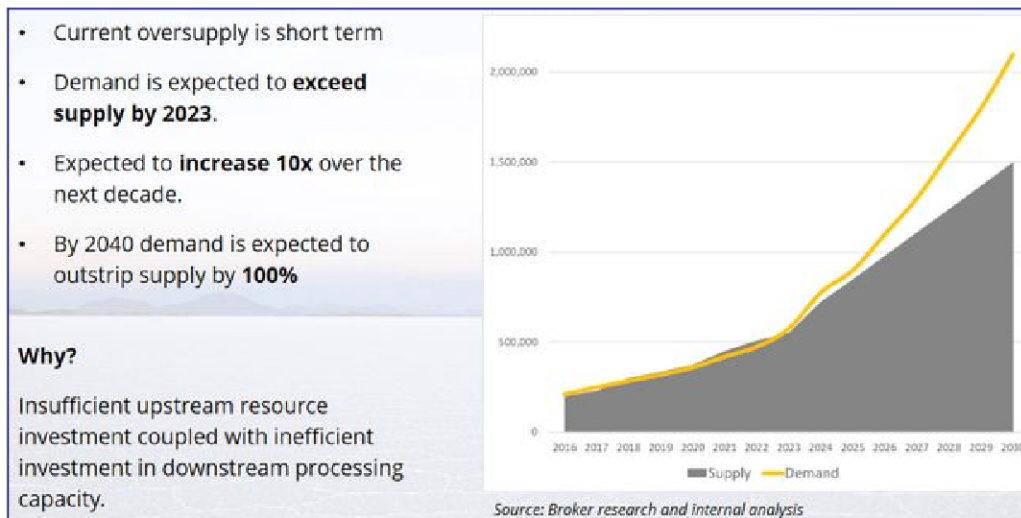 • Current oversupply is short term
• Demand is expected to exceed
supply by 2023.
• Expected to increase 10x over the
next decade.
• By 2040 demand is expected to
outstrip supply by 100%
Why?
Insufficient upstream resource
investment coupled with inefficient
investment in downstream processing
capacity.
2,000,000
1,500,000
1,000,000
500,000
0
2016 2017 2018 2019 2020 2021 2022 2023 2024 2025 2026 2027 2028 2029 2030
Supply Demand
Source: Broker research and internal analysis